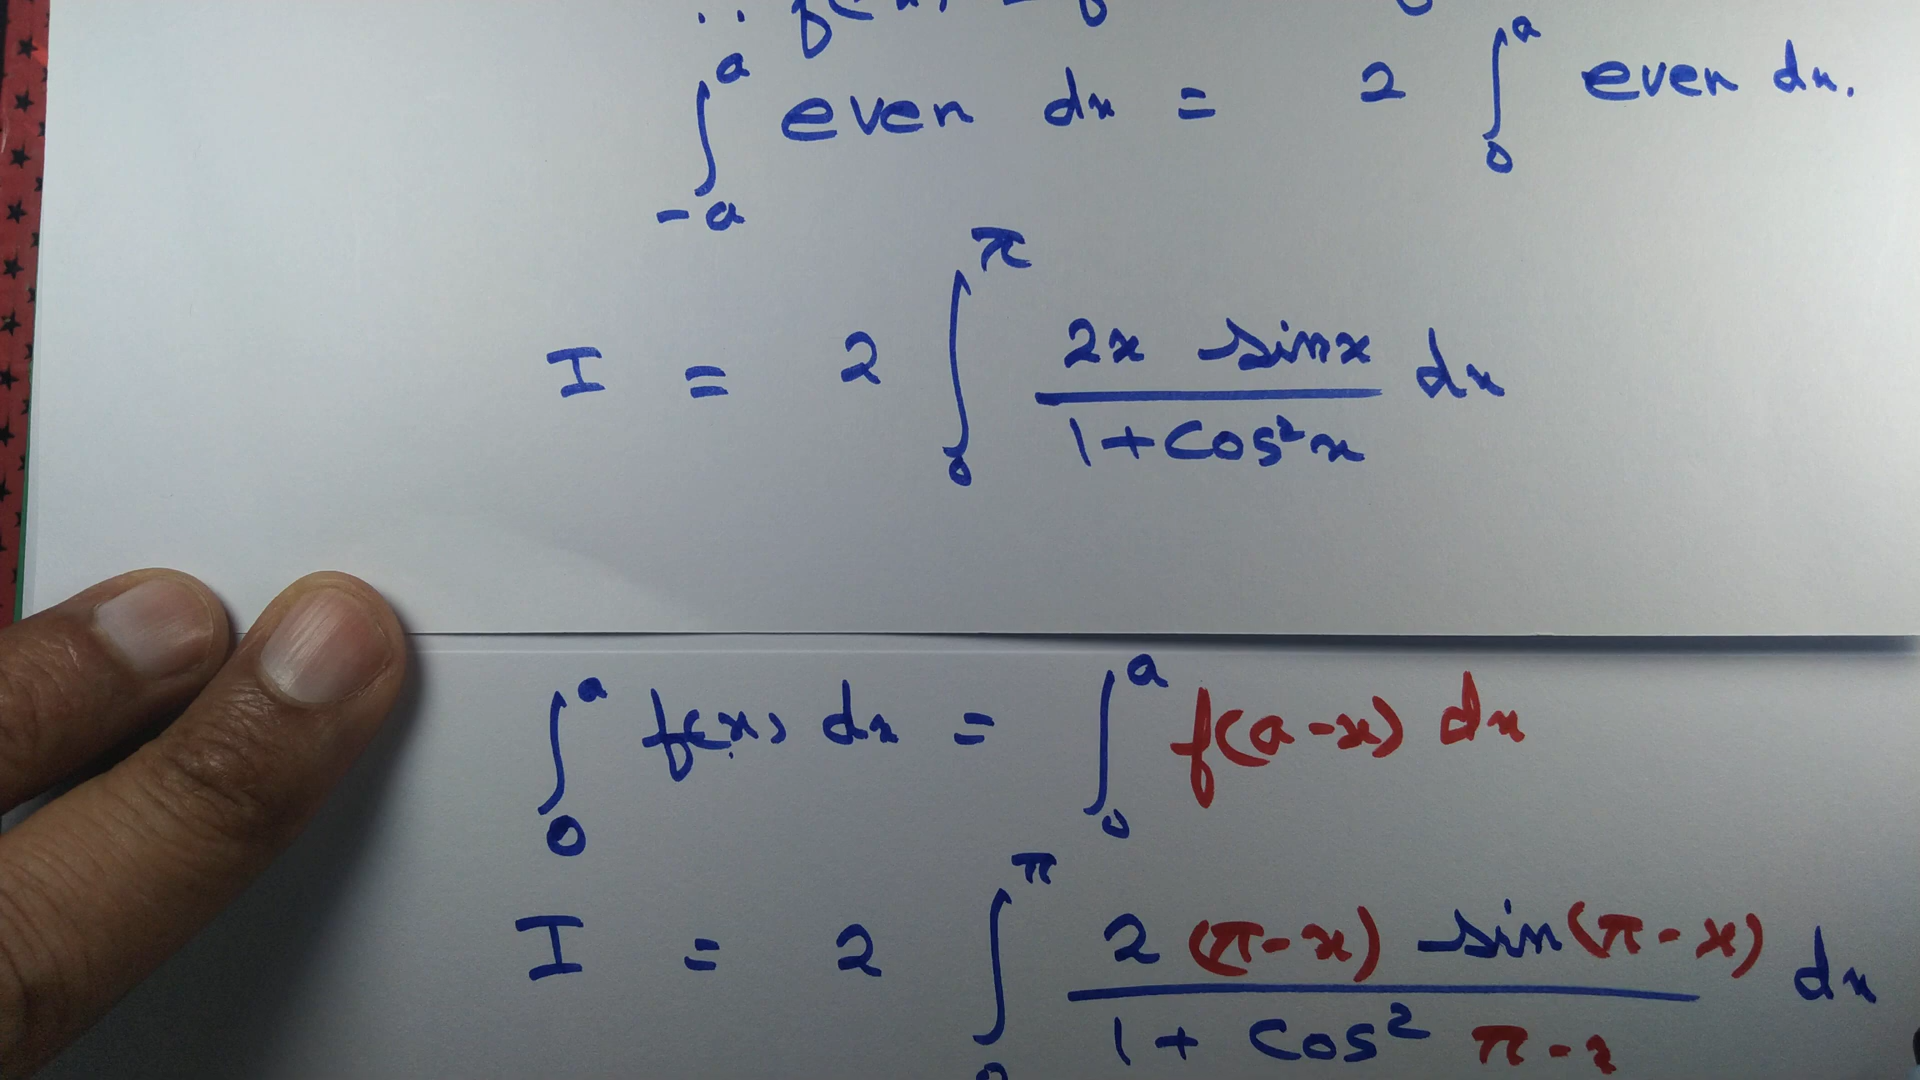 ∫_{-a}^{a} even dx = 2 ∫_{0}^{a} even dx.
I = 2 ∫_{0}^{π} (2x sinx)/(1+cos²x) dx
∫_{0}^{a} f(x) dx = ∫_{0}^{a} f(a-x) dx
I = 2 ∫_{0}^{π} (2 (π-x) sin(π-x))/(1 + cos² π-x) dx